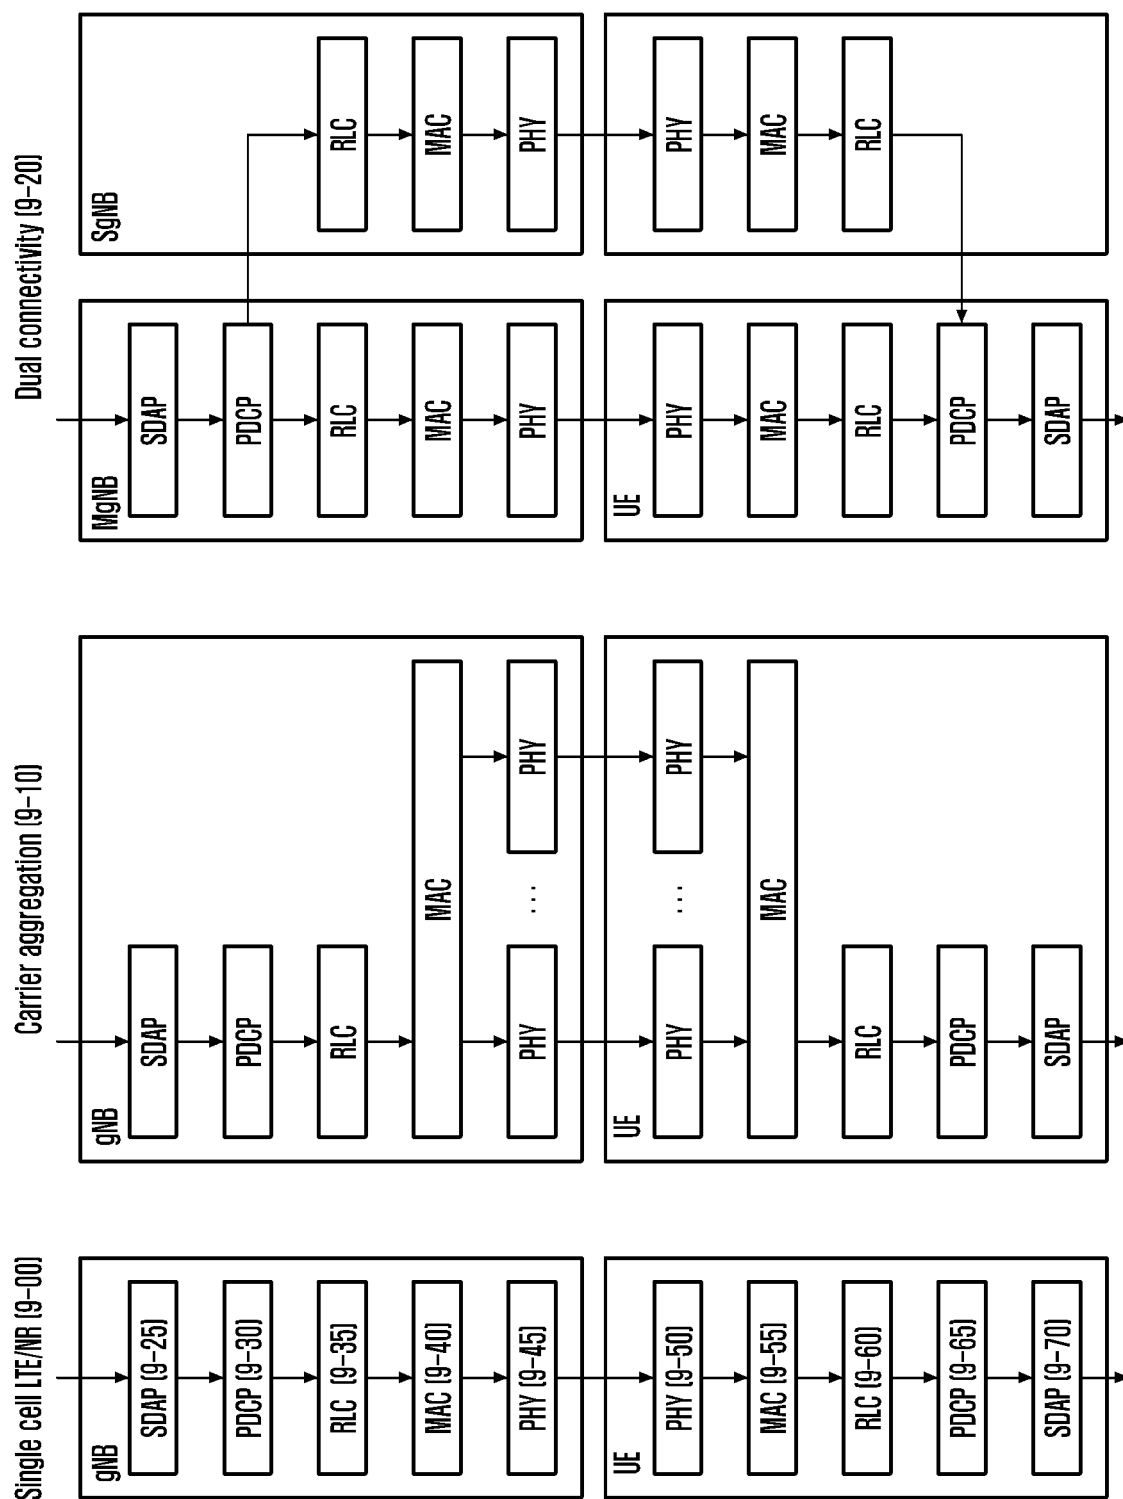 Single cell LTE/NR (9-00)
gNB
SDAP (9-25)
PDCP (9-30)
RLC (9-35)
MAC (9-40)
PHY (9-45)
UE
PHY (9-50)
MAC (9-55)
RLC (9-60)
PDCP (9-65)
SDAP (9-70)
Carrier aggregation (9-10)
gNB
SDAP
PDCP
RLC
MAC
PHY ... PHY
UE
PHY ... PHY
MAC
RLC
PDCP
SDAP
Dual connectivity (9-20)
MgNB
SDAP
PDCP
RLC
MAC
PHY
SgNB
RLC
MAC
PHY
UE
PHY
MAC
RLC
PDCP
SDAP
PHY
MAC
RLC